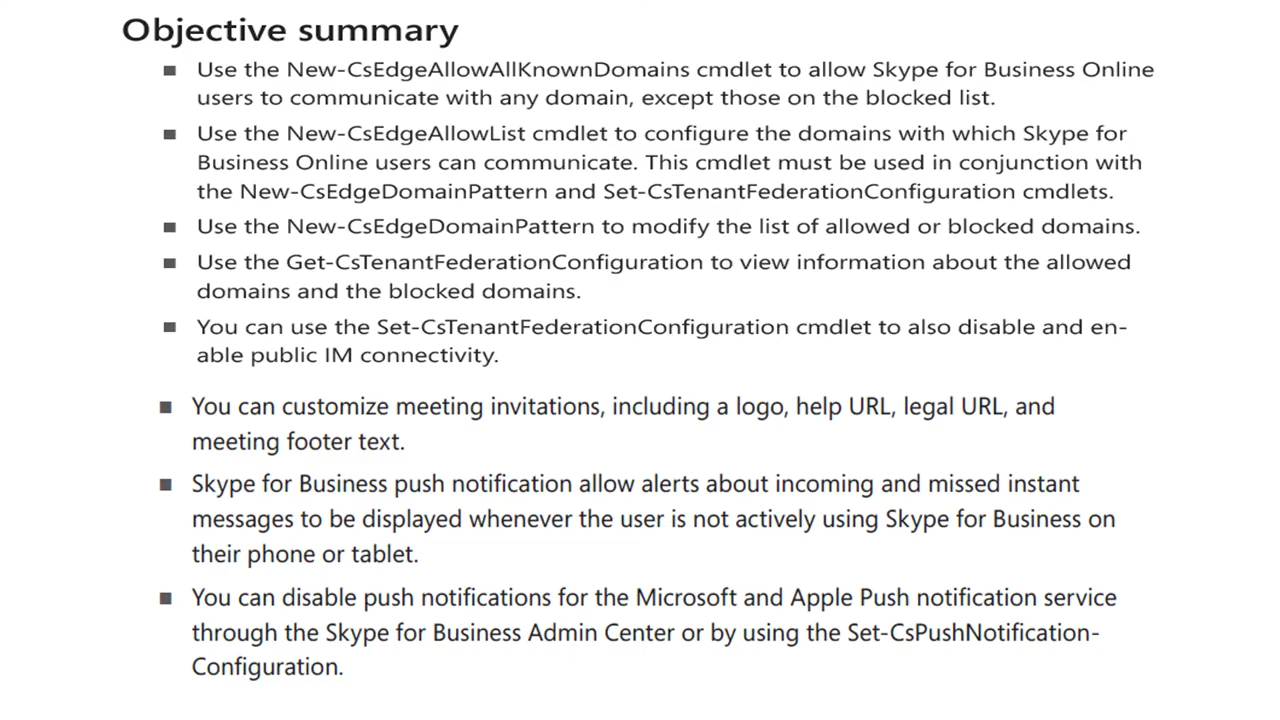 Objective summary
■ Use the New-CsEdgeAllowAllKnownDomains cmdlet to allow Skype for Business Online
users to communicate with any domain, except those on the blocked list.
■ Use the New-CsEdgeAllowList cmdlet to configure the domains with which Skype for
Business Online users can communicate. This cmdlet must be used in conjunction with
the New-CsEdgeDomainPattern and Set-CsTenantFederationConfiguration cmdlets.
■ Use the New-CsEdgeDomainPattern to modify the list of allowed or blocked domains.
■ Use the Get-CsTenantFederationConfiguration to view information about the allowed
domains and the blocked domains.
■ You can use the Set-CsTenantFederationConfiguration cmdlet to also disable and en-
able public IM connectivity.
■ You can customize meeting invitations, including a logo, help URL, legal URL, and
meeting footer text.
■ Skype for Business push notification allow alerts about incoming and missed instant
messages to be displayed whenever the user is not actively using Skype for Business on
their phone or tablet.
■ You can disable push notifications for the Microsoft and Apple Push notification service
through the Skype for Business Admin Center or by using the Set-CsPushNotification-
Configuration.